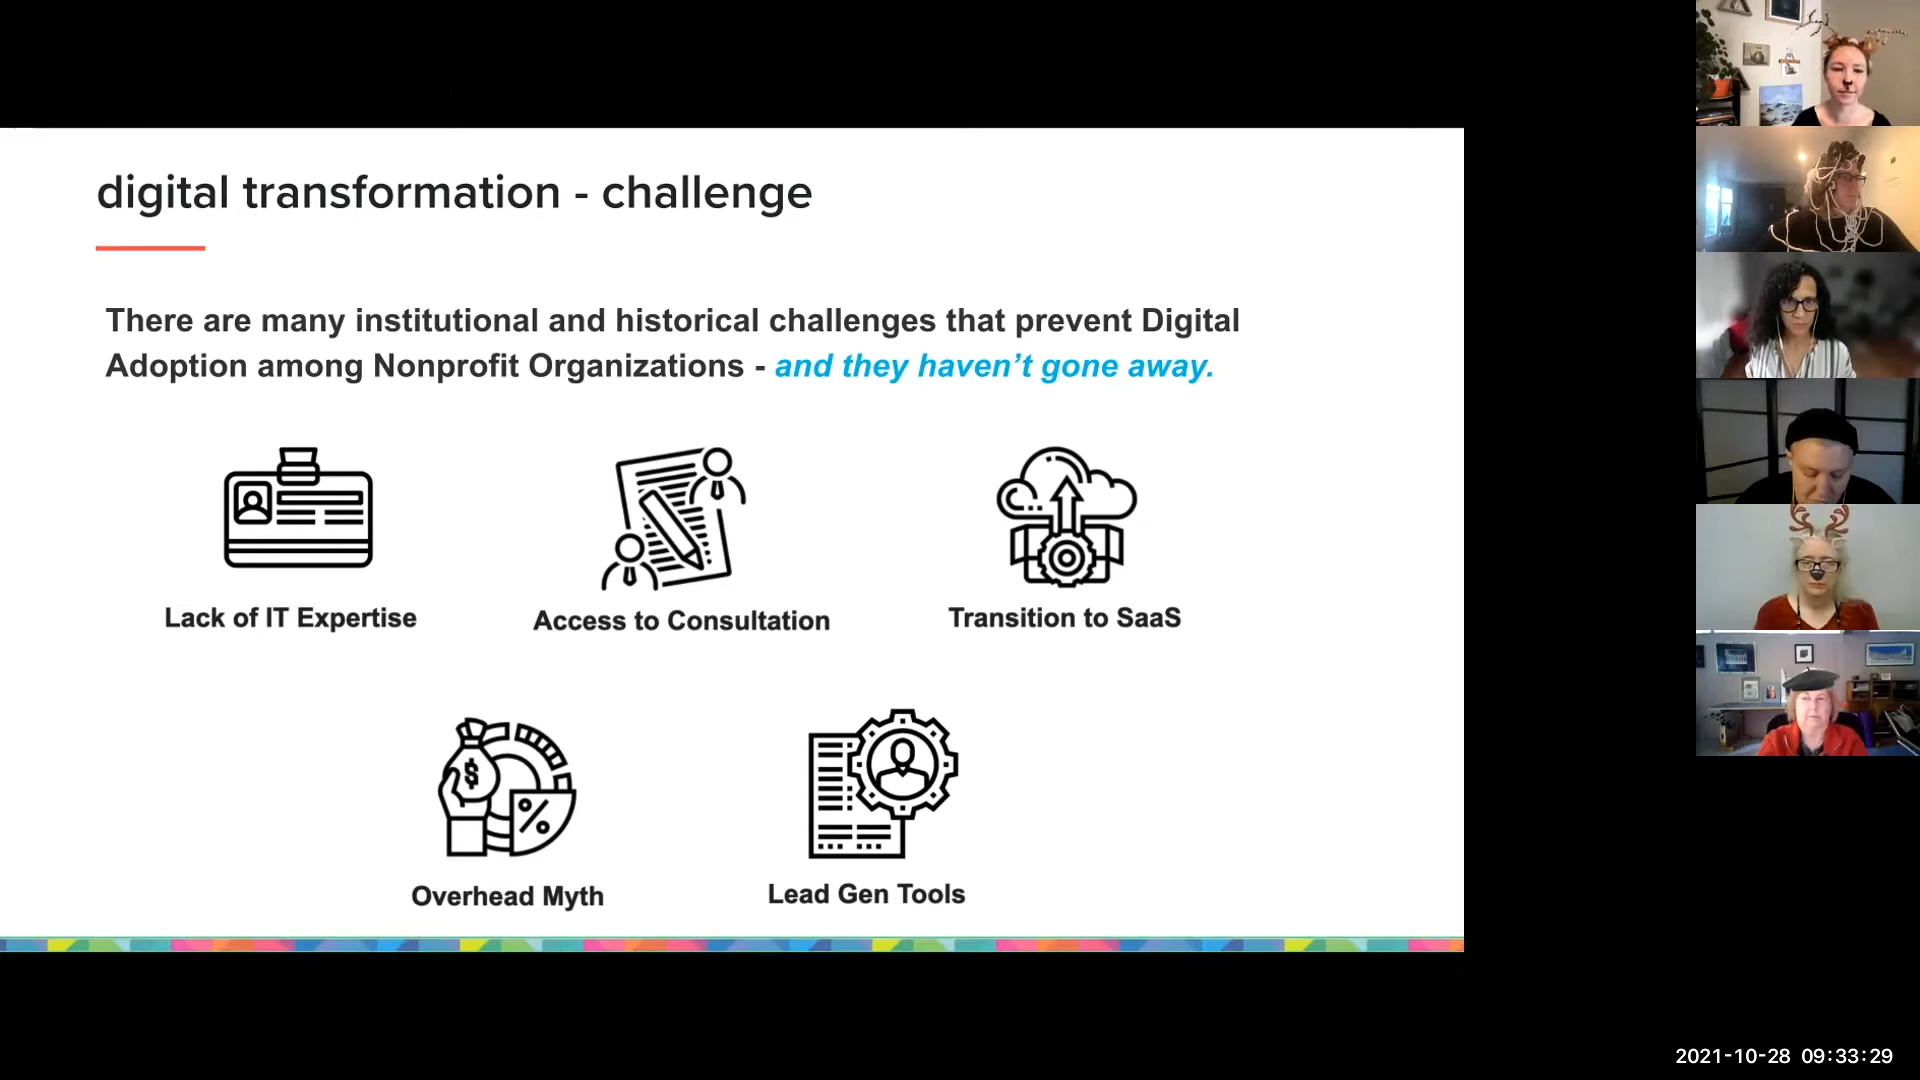 digital transformation - challenge
There are many institutional and historical challenges that prevent Digital
Adoption among Nonprofit Organizations - and they haven’t gone away.
Lack of IT Expertise
Access to Consultation
Transition to SaaS
$
%
Overhead Myth
Lead Gen Tools
2021-10-28 09:33:29